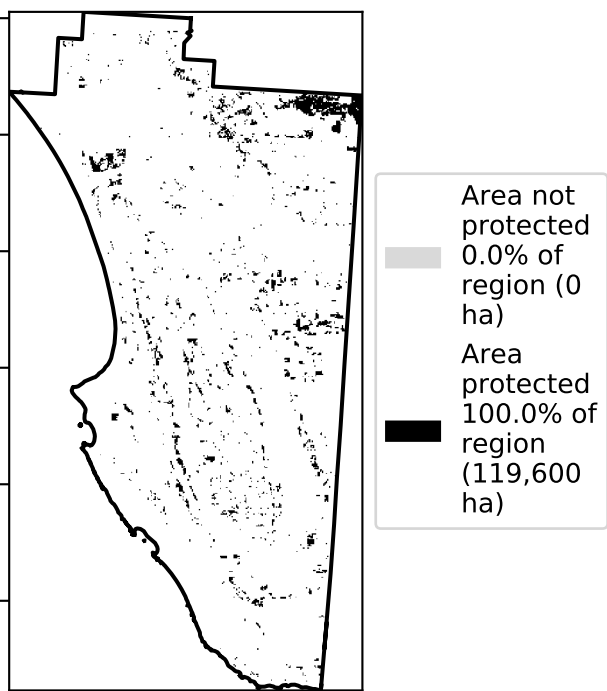 Area not
protected
0.0% of
region (0
ha)
Area
protected
100.0% of
region
(119,600
ha)